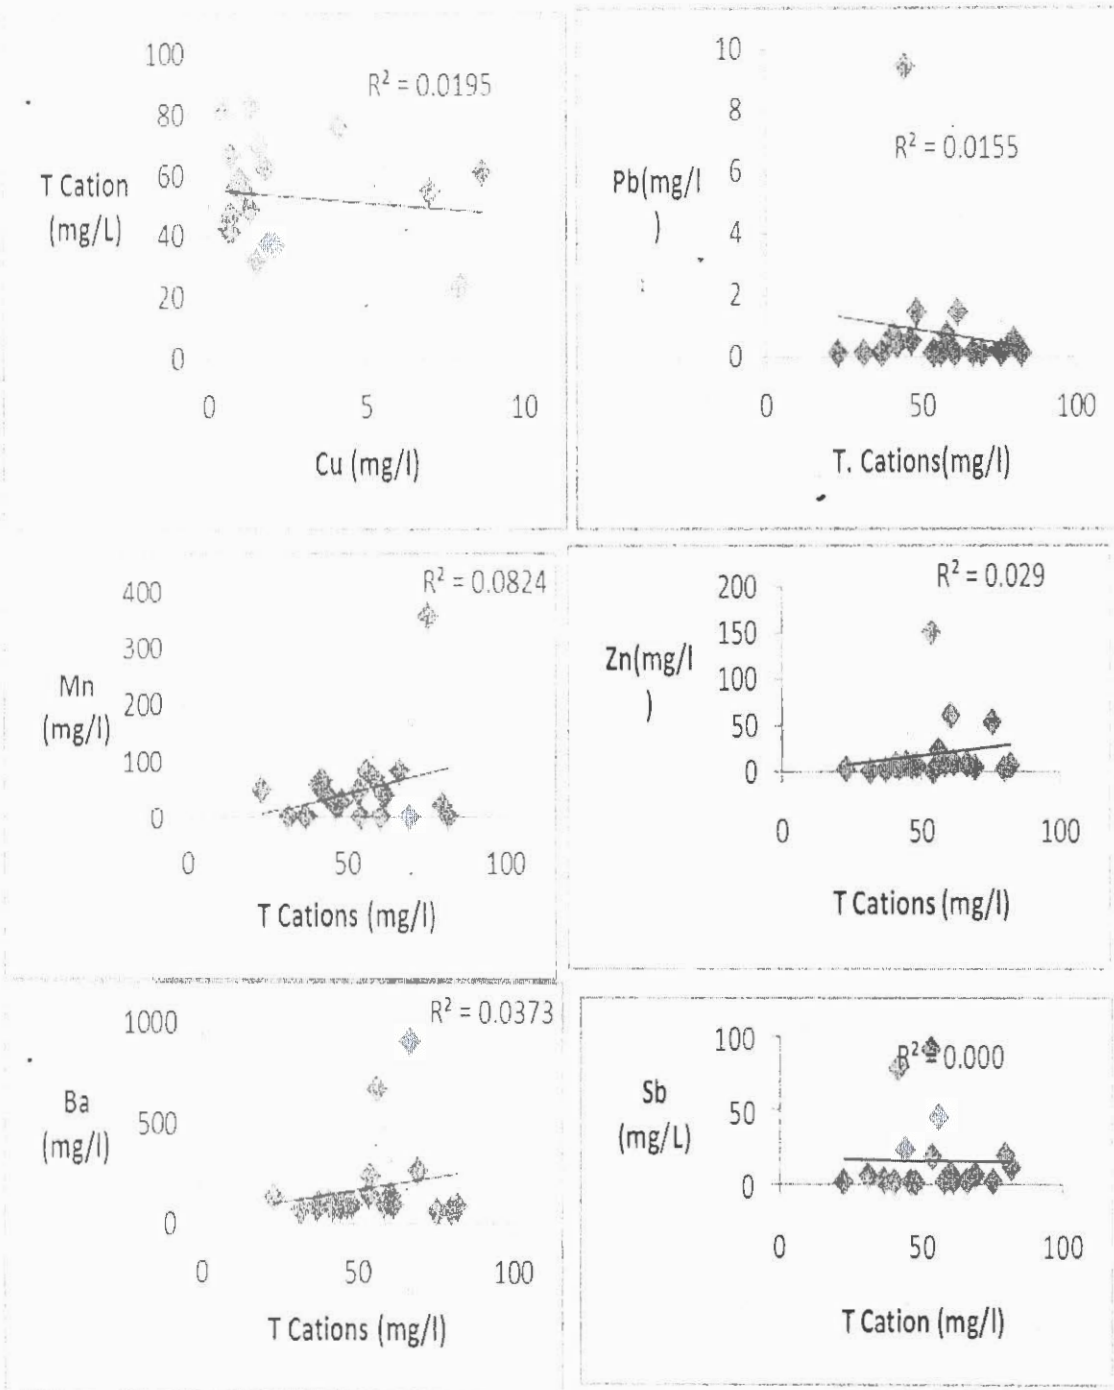 100
80
60
40
20
0
T Cation
(mg/L)
R² = 0.0195
0 5 10
Cu (mg/l)
10
8
6
4
2
0
Pb(mg/l
)
R² = 0.0155
0 50 100
T. Cations(mg/l)
400
300
200
100
0
Mn
(mg/l)
R² = 0.0824
0 50 100
T Cations (mg/l)
200
150
100
50
0
Zn(mg/l
)
R² = 0.029
0 50 100
T Cations (mg/l)
1000
500
0
Ba
(mg/l)
R² = 0.0373
0 50 100
T Cations (mg/l)
100
50
0
Sb
(mg/L)
R² = 0.000
0 50 100
T Cation (mg/l)